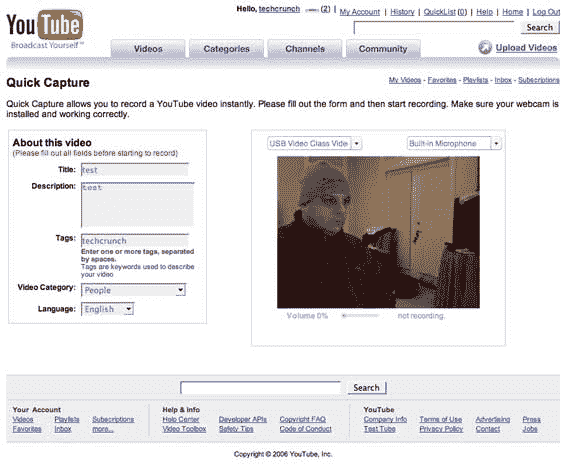 Hello, techcrunch (2) | My Account | History | QuickList (0) | Help | Home | Log Out
YouTube
Broadcast Yourself™
Search
Videos Categories Channels Community Upload Videos
Quick Capture
My Videos - Favorites - Playlists - Inbox - Subscriptions
Quick Capture allows you to record a YouTube video instantly. Please fill out the form and then start recording. Make sure your webcam is
installed and working correctly.
About this video
(Please fill out all fields before starting to record)
Title: test
Description: test
Tags: techcrunch
Enter one or more tags, separated
by spaces.
Tags are keywords used to describe
your video
Video Category: People
Language: English
USB Video Class Vide Built-in Microphone
Volume 0% not recording.
Search
Your Account
Videos Playlists Subscriptions
Favorites Inbox more...
Help & Info
Help Center Developer APIs Copyright FAQ
Video Toolbox Safety Tips Code of Conduct
YouTube
Company Info Terms of Use Advertising Press
Test Tube Privacy Policy Contact Jobs
Copyright © 2006 YouTube, Inc.